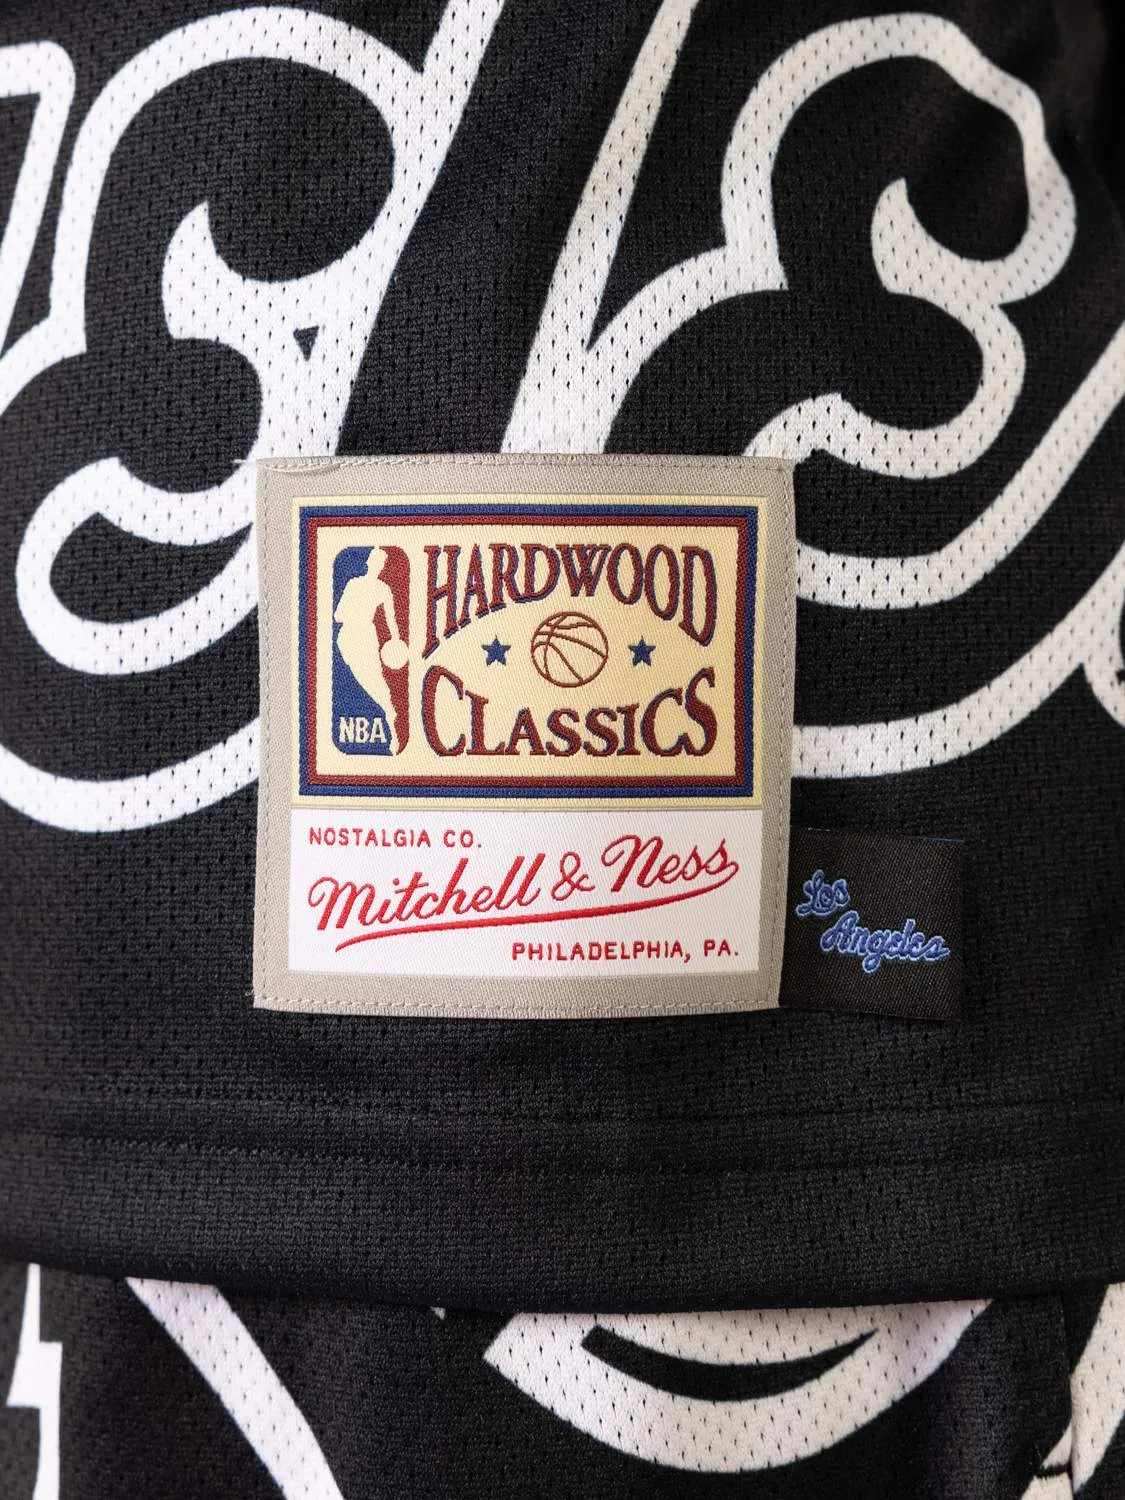 HARDWOOD
CLASSICS
NBA
NOSTALGIA CO.
Mitchell & Ness
PHILADELPHIA, PA.
Los
Angeles